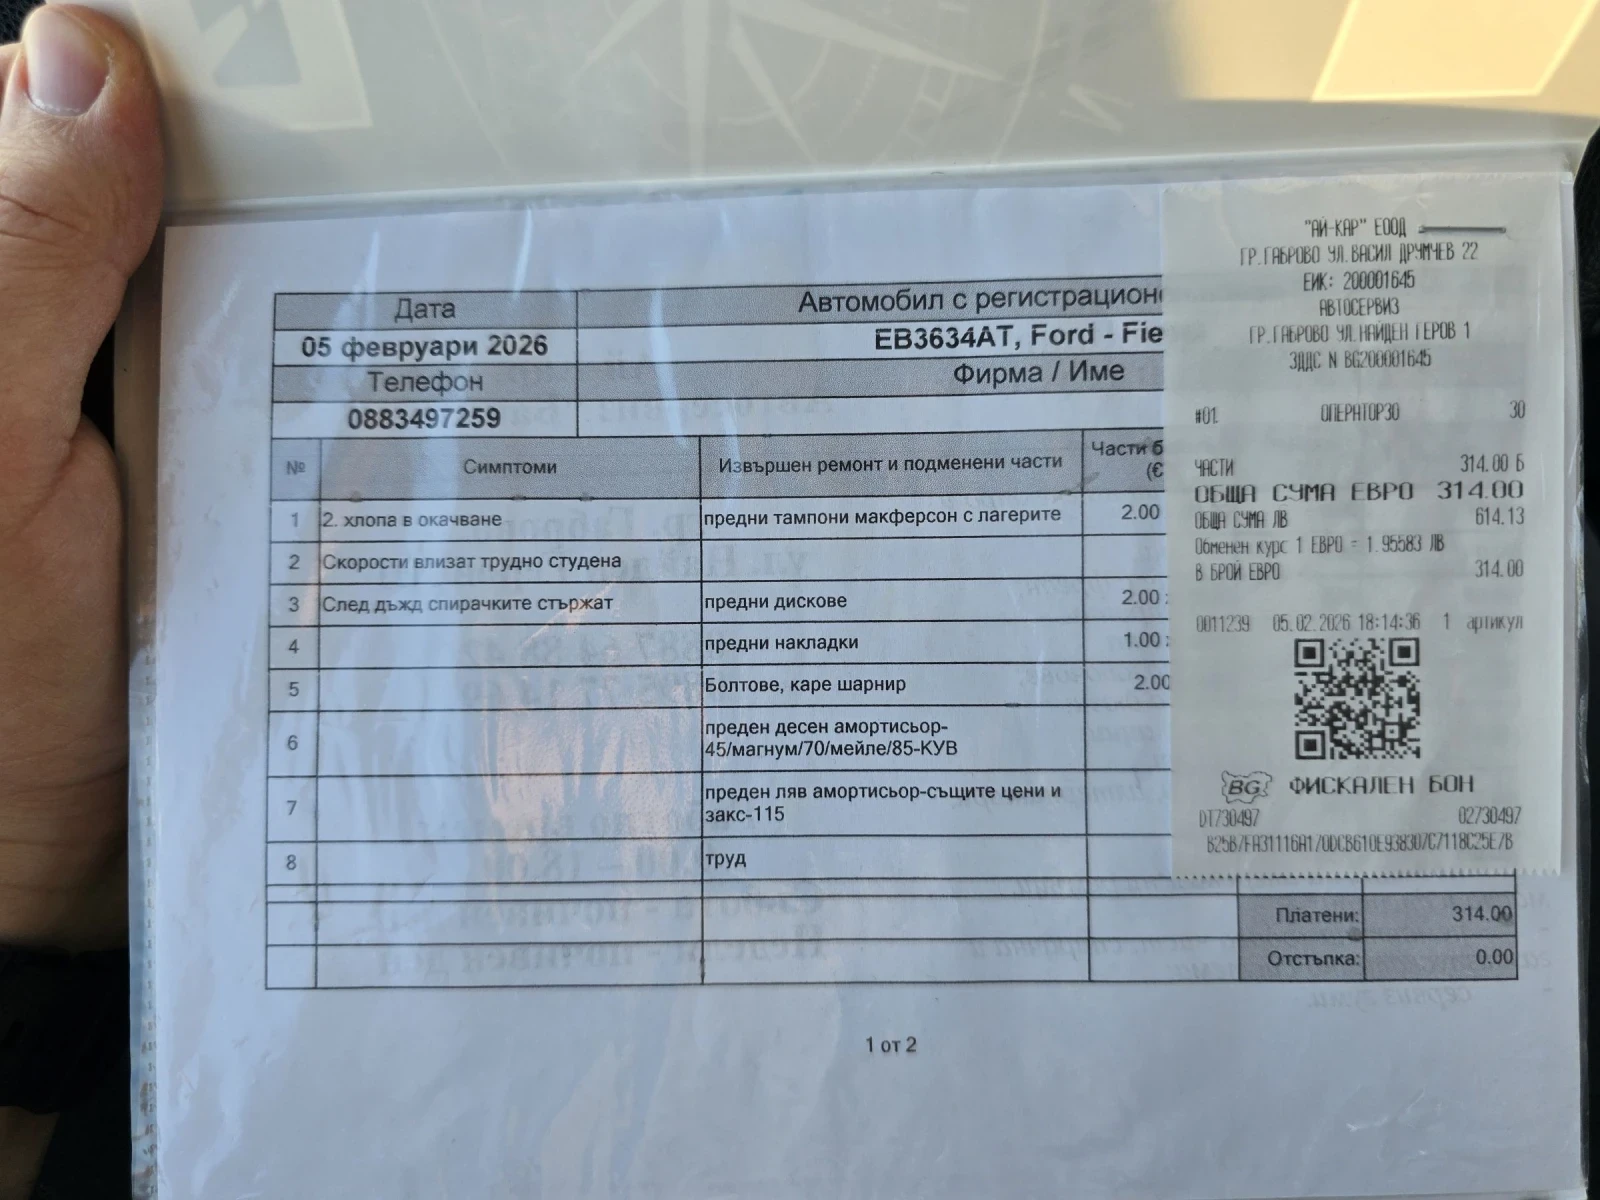 Дата
Автомобил с регистрацион
05 февруари 2026
EB3634AT, Ford - Fie
Телефон
Фирма / Име
0883497259
№
Симптоми
Извършен ремонт и подменени части
Части б
(€
1
2. хлопа в окачване
предни тампони макферсон с лагерите
2.00
2
Скорости влизат трудно студена
3
След дъжд спирачките стържат
предни дискове
2.00
4
предни накладки
1.00
5
Болтове, каре шарнир
2.00
6
преден десен амортисьор-
45/магнум/70/мейле/85-КУВ
7
преден ляв амортисьор-същите цени и
закс-115
8
труд
Платени:
314.00
Отстъпка:
0.00
1 от 2
"АЙ-КАР" ЕООД
ГР.ГАБРОВО УЛ.ВАСИЛ ДРУМЧЕВ 22
ЕИК: 200001645
АВТОСЕРВИЗ
ГР.ГАБРОВО УЛ.НАЙДЕН ГЕРОВ 1
ЗДДС N BG200001645
#01 ОПЕРАТОР30 30
ЧАСТИ 314.00 Б
ОБЩА СУМА ЕВРО 314.00
ОБЩА СУМА ЛВ 614.13
Обменен курс 1 ЕВРО = 1.95583 ЛВ
В БРОЙ ЕВРО 314.00
0011239 05.02.2026 18:14:36 1 артикул
BG ФИСКАЛЕН БОН
DT730497 02730497